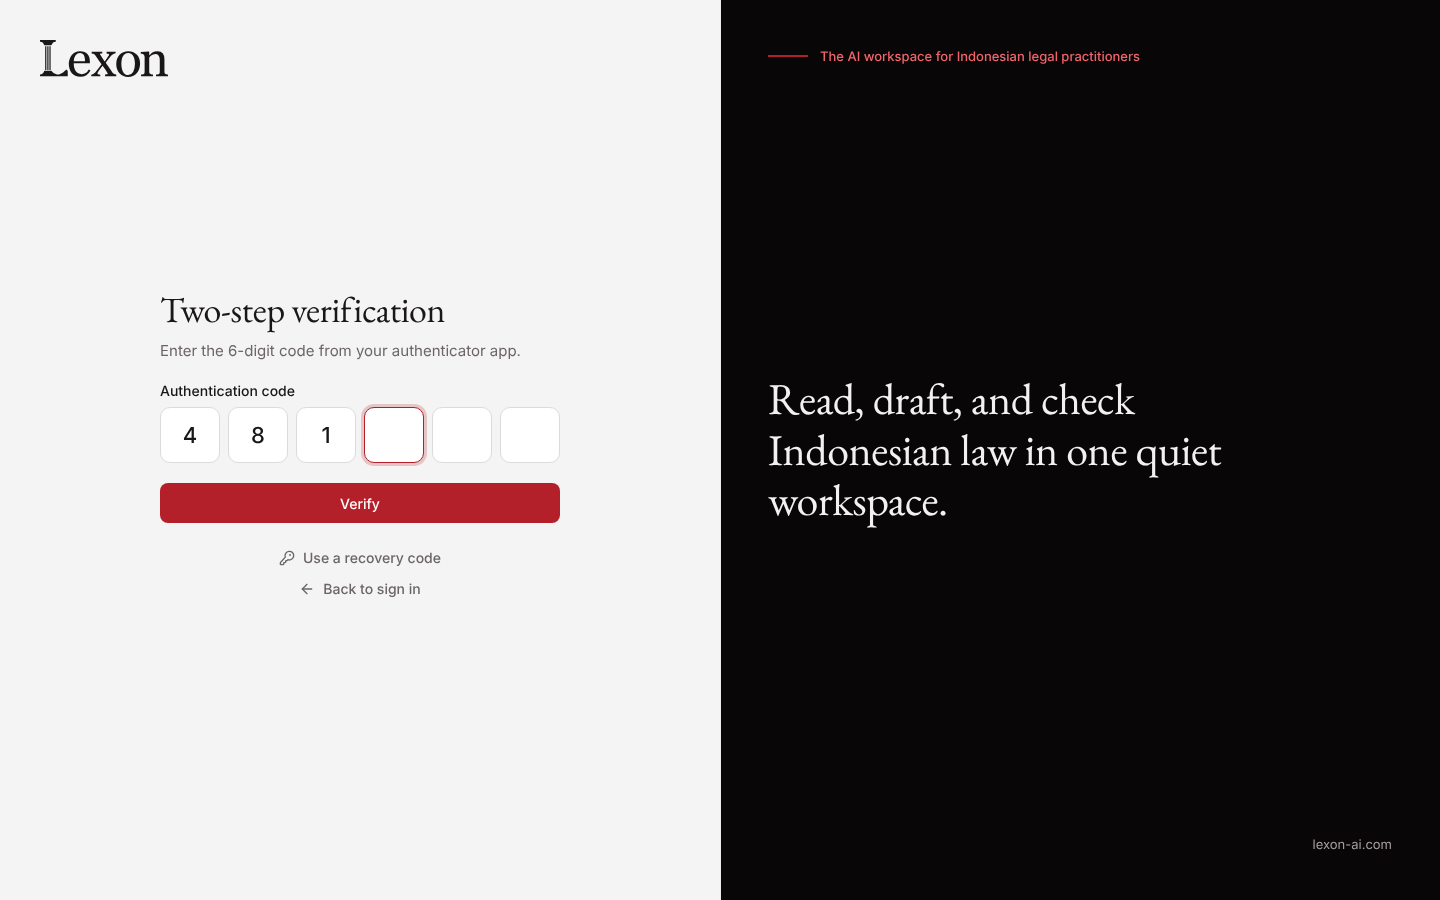 Lexon
Two-step verification
Enter the 6-digit code from your authenticator app.
Authentication code
4 8 1
Verify
Use a recovery code
Back to sign in
The AI workspace for Indonesian legal practitioners
Read, draft, and check
Indonesian law in one quiet
workspace.
lexon-ai.com